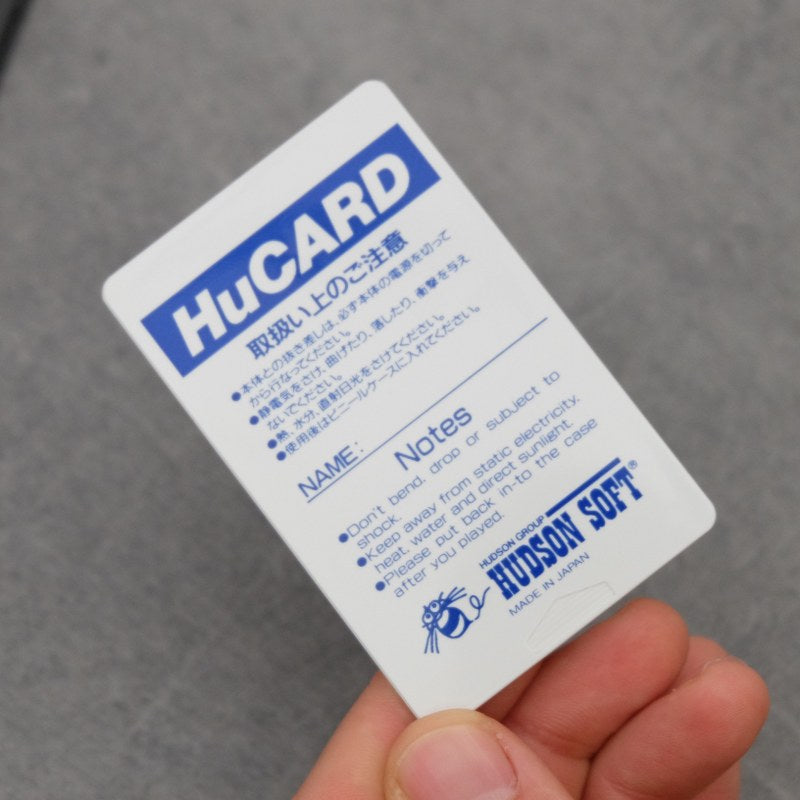 HuCARD
取扱い上のご注意
●本体との抜き差しは、必ず本体の電源を切って
から行なってください。
●静電気をさけ、曲げたり、落したり、衝撃を与え
ないでください。
●熱、水分、直射日光をさけてください。
●使用後はビニールケースに入れてください。
NAME:
Notes
●Don't bend, drop or subject to
shock.
●Keep away from static electricity,
heat, water and direct sunlight.
●Please put back in-to the case
after you played.
HUDSON GROUP
HUDSON SOFT®
MADE IN JAPAN